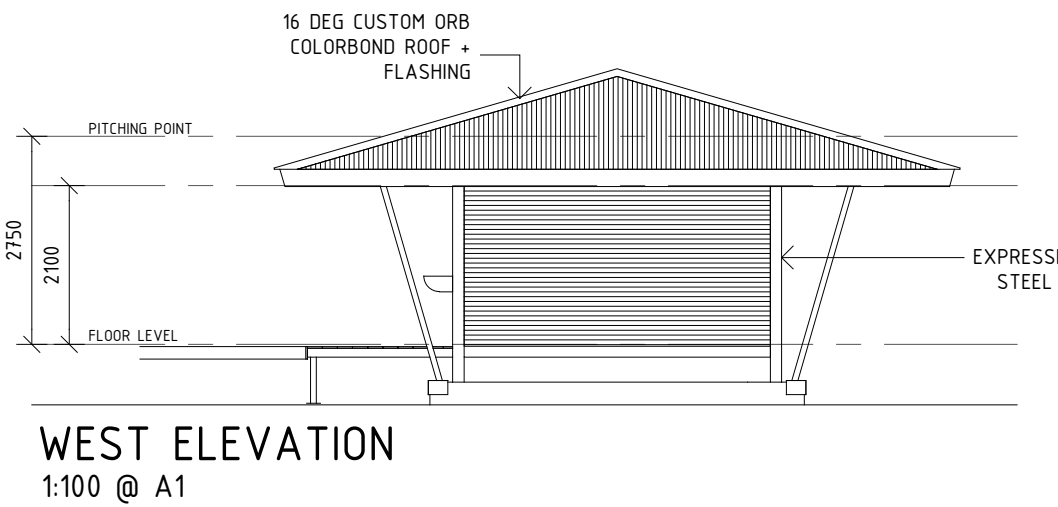 16 DEG CUSTOM ORB
COLORBOND ROOF +
FLASHING
PITCHING POINT
2750
2100
STEEL
FLOOR LEVEL
WEST ELEVATION
1:100 @ A1